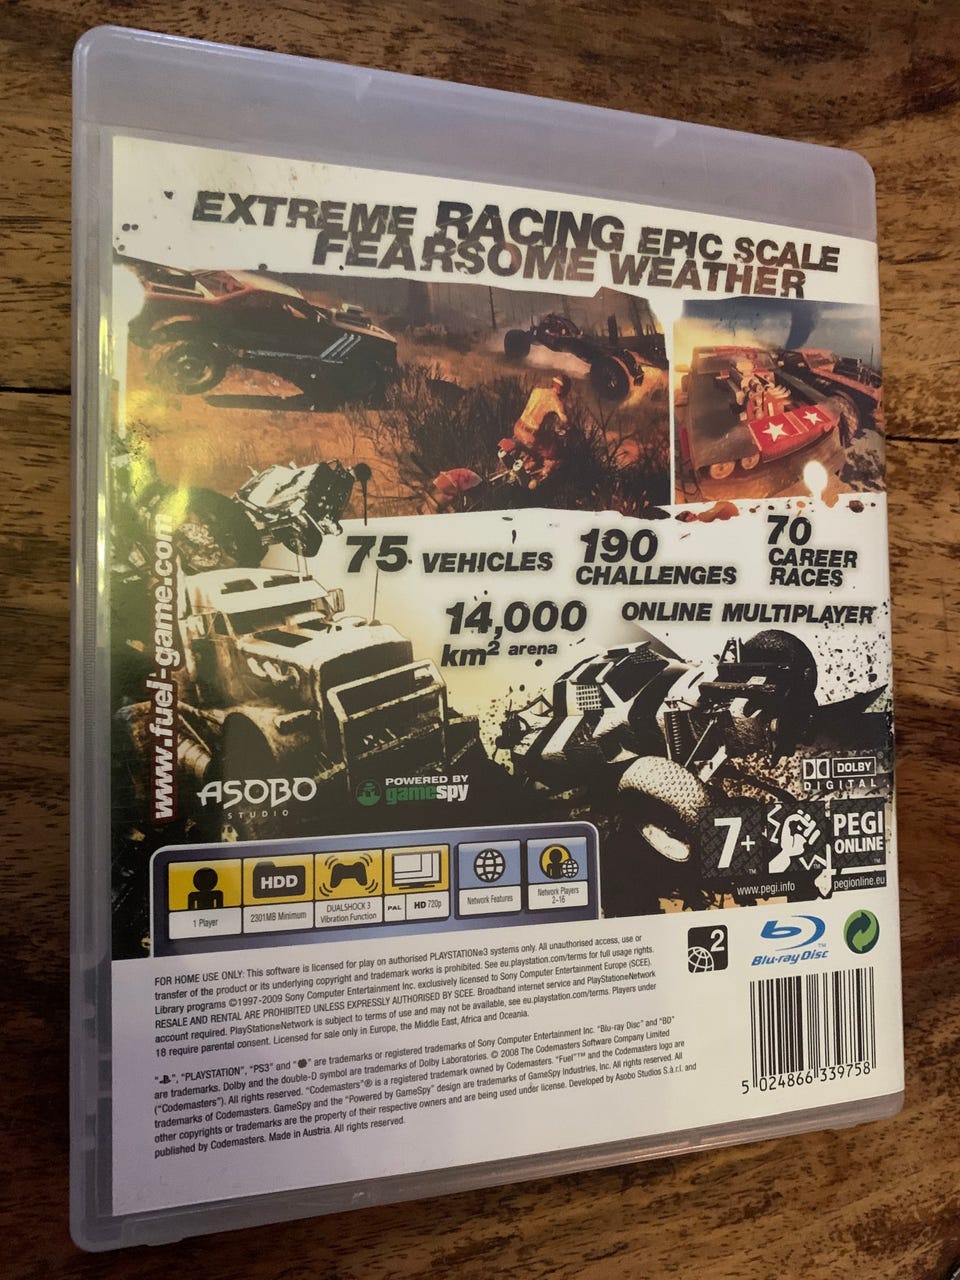 EXTREME RACING EPIC SCALE
FEARSOME WEATHER
75 VEHICLES
190 CHALLENGES
70 CAREER RACES
14,000 km² arena
ONLINE MULTIPLAYER
www.fuel-game.com
ASOBO
STUDIO
POWERED BY
gamespy
DOLBY
DIGITAL
7+
™
™
PEGI
ONLINE
™
www.pegi.info
pegionline.eu
1 Player
HDD
2301MB Minimum
DUALSHOCK 3
Vibration Function
PAL
HD 720p
Network Features
Network Players
2-16
2
Blu-ray Disc
™
FOR HOME USE ONLY: This software is licensed for play on authorised PLAYSTATION®3 systems only. All unauthorised access, use or
transfer of the product or its underlying copyright and trademark works is prohibited. See eu.playstation.com/terms for full usage rights.
Library programs ©1997-2009 Sony Computer Entertainment Inc. exclusively licensed to Sony Computer Entertainment Europe (SCEE).
RESALE AND RENTAL ARE PROHIBITED UNLESS EXPRESSLY AUTHORISED BY SCEE. Broadband internet service and PlayStation®Network
account required. PlayStation®Network is subject to terms of use and may not be available, see eu.playstation.com/terms. Players under
18 require parental consent. Licensed for sale only in Europe, the Middle East, Africa and Oceania.
" ", "PLAYSTATION", "PS3" and " " are trademarks or registered trademarks of Sony Computer Entertainment Inc. "Blu-ray Disc" and "BD"
are trademarks. Dolby and the double-D symbol are trademarks of Dolby Laboratories. © 2008 The Codemasters Software Company Limited
("Codemasters"). All rights reserved. "Codemasters"® is a registered trademark owned by Codemasters. "Fuel"™ and the Codemasters logo are
trademarks of Codemasters. GameSpy and the "Powered by GameSpy" design are trademarks of GameSpy Industries, Inc. All rights reserved. All
other copyrights or trademarks are the property of their respective owners and are being used under license. Developed by Asobo Studios S.à.r.l and
published by Codemasters. Made in Austria. All rights reserved.
5 024866 339758